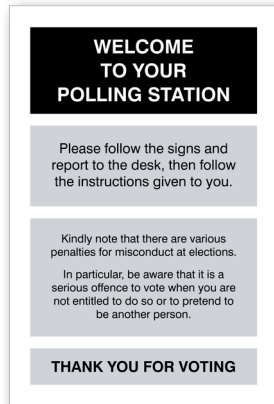 WELCOME
TO YOUR
POLLING STATION
Please follow the signs and
report to the desk, then follow
the instructions given to you.
Kindly note that there are various
penalties for misconduct at elections.
In particular, be aware that it is a
serious offence to vote when you are
not entitled to do so or to pretend to
be another person.
THANK YOU FOR VOTING